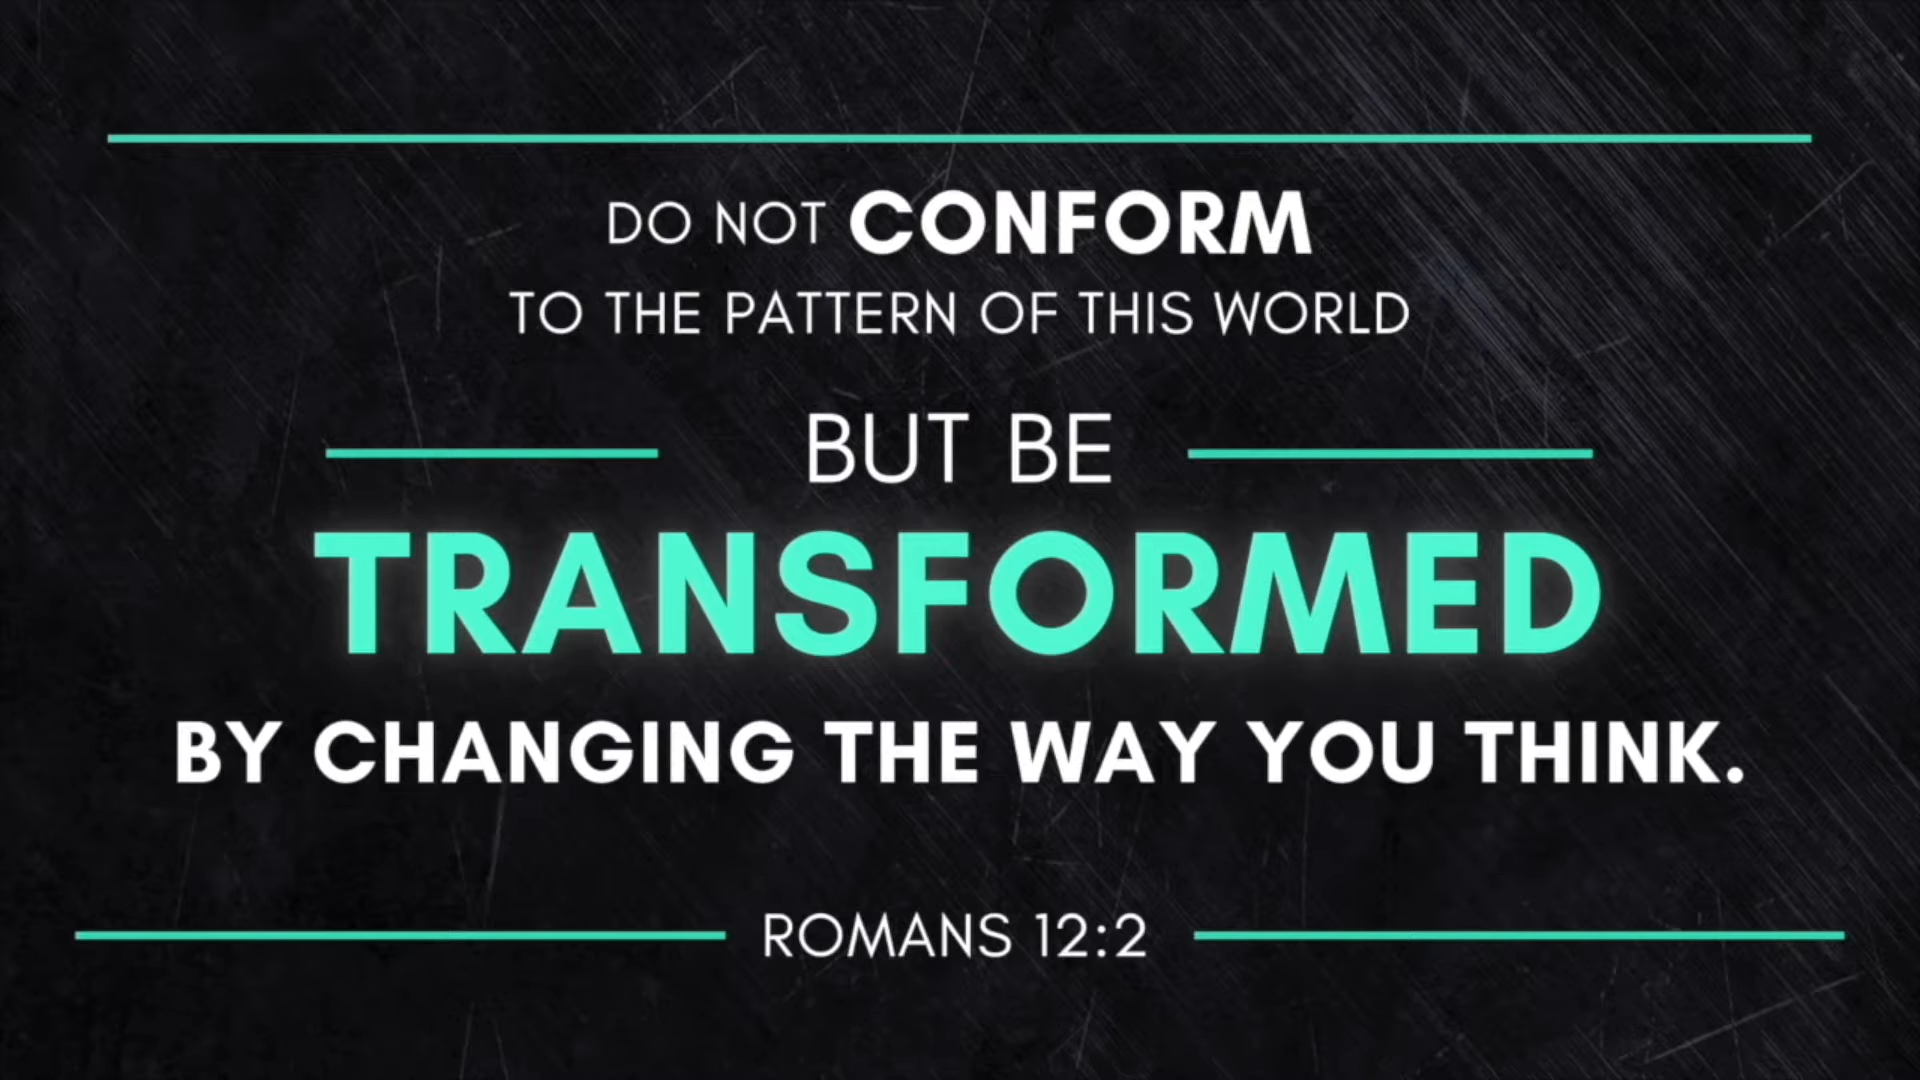 DO NOT CONFORM
TO THE PATTERN OF THIS WORLD
BUT BE
TRANSFORMED
BY CHANGING THE WAY YOU THINK.
ROMANS 12:2